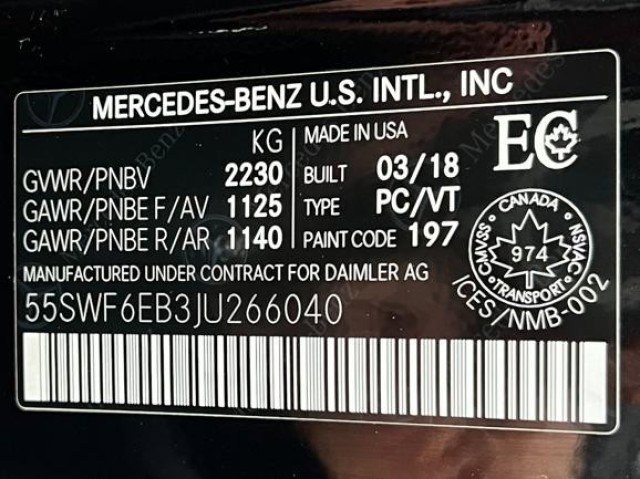 MERCEDES-BENZ U.S. INTL., INC
KG
GVWR/PNBV 2230
GAWR/PNBE F/AV 1125
GAWR/PNBE R/AR 1140
MADE IN USA
BUILT 03/18
TYPE PC/VT
PAINT CODE 197
EC
CANADA
CMVSS 974 NSVAC
TRANSPORT
ICES/NMB-002
MANUFACTURED UNDER CONTRACT FOR DAIMLER AG
55SWF6EB3JU266040